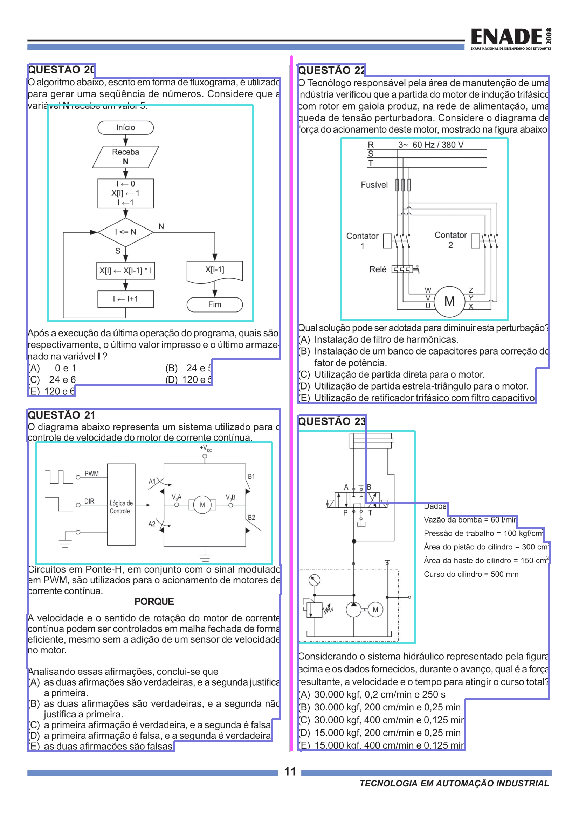 ENADE 2008
EXAME NACIONAL DE DESEMPENHO DOS ESTUDANTES
QUESTÃO 20
O algoritmo abaixo, escrito em forma de fluxograma, é utilizado
para gerar uma seqüência de números. Considere que a
variável N recebe um valor 5.
Início
Receba
N
I ← 0
X[I] ← 1
I ← 1
I <= N
N
S
X[I] ← X[I-1] * I
X[I-1]
I ← I+1
Fim
Após a execução da última operação do programa, quais são,
respectivamente, o último valor impresso e o último armaze-
nado na variável I ?
(A) 0 e 1
(B) 24 e 5
(C) 24 e 6
(D) 120 e 5
(E) 120 e 6
QUESTÃO 21
O diagrama abaixo representa um sistema utilizado para o
controle de velocidade do motor de corrente contínua.
+Vcc
PWM
DIR
Lógica de
Controle
A1
B1
V A
M
V B
A2
B2
Circuitos em Ponte-H, em conjunto com o sinal modulado
em PWM, são utilizados para o acionamento de motores de
corrente contínua.
PORQUE
A velocidade e o sentido de rotação do motor de corrente
contínua podem ser controlados em malha fechada de forma
eficiente, mesmo sem a adição de um sensor de velocidade
no motor.
Analisando essas afirmações, conclui-se que
(A) as duas afirmações são verdadeiras, e a segunda justifica
a primeira.
(B) as duas afirmações são verdadeiras, e a segunda não
justifica a primeira.
(C) a primeira afirmação é verdadeira, e a segunda é falsa.
(D) a primeira afirmação é falsa, e a segunda é verdadeira.
(E) as duas afirmações são falsas.
QUESTÃO 22
O Tecnólogo responsável pela área de manutenção de uma
indústria verificou que a partida do motor de indução trifásico
com rotor em gaiola produz, na rede de alimentação, uma
queda de tensão perturbadora. Considere o diagrama de
força do acionamento deste motor, mostrado na figura abaixo.
R 3~ 60 Hz / 380 V
S
T
Fusível
Contator
1
Contator
2
Relé
W
V
U
M
Z
Y
X
Qual solução pode ser adotada para diminuir esta perturbação?
(A) Instalação de filtro de harmônicas.
(B) Instalação de um banco de capacitores para correção do
fator de potência.
(C) Utilização de partida direta para o motor.
(D) Utilização de partida estrela-triângulo para o motor.
(E) Utilização de retificador trifásico com filtro capacitivo.
QUESTÃO 23
A B
P T
M
Dados
Vazão da bomba = 60 l/min
Pressão de trabalho = 100 kgf/cm
Área do pistão do cilindro = 300 cm²
Área da haste do cilindro = 150 cm²
Curso do cilindro = 500 mm
Considerando o sistema hidráulico representado pela figura
acima e os dados fornecidos, durante o avanço, qual é a força
resultante, a velocidade e o tempo para atingir o curso total?
(A) 30.000 kgf, 0,2 cm/min e 250 s
(B) 30.000 kgf, 200 cm/min e 0,25 min
(C) 30.000 kgf, 400 cm/min e 0,125 min
(D) 15.000 kgf, 200 cm/min e 0,25 min
(E) 15.000 kgf, 400 cm/min e 0,125 min
11
TECNOLOGIA EM AUTOMAÇÃO INDUSTRIAL